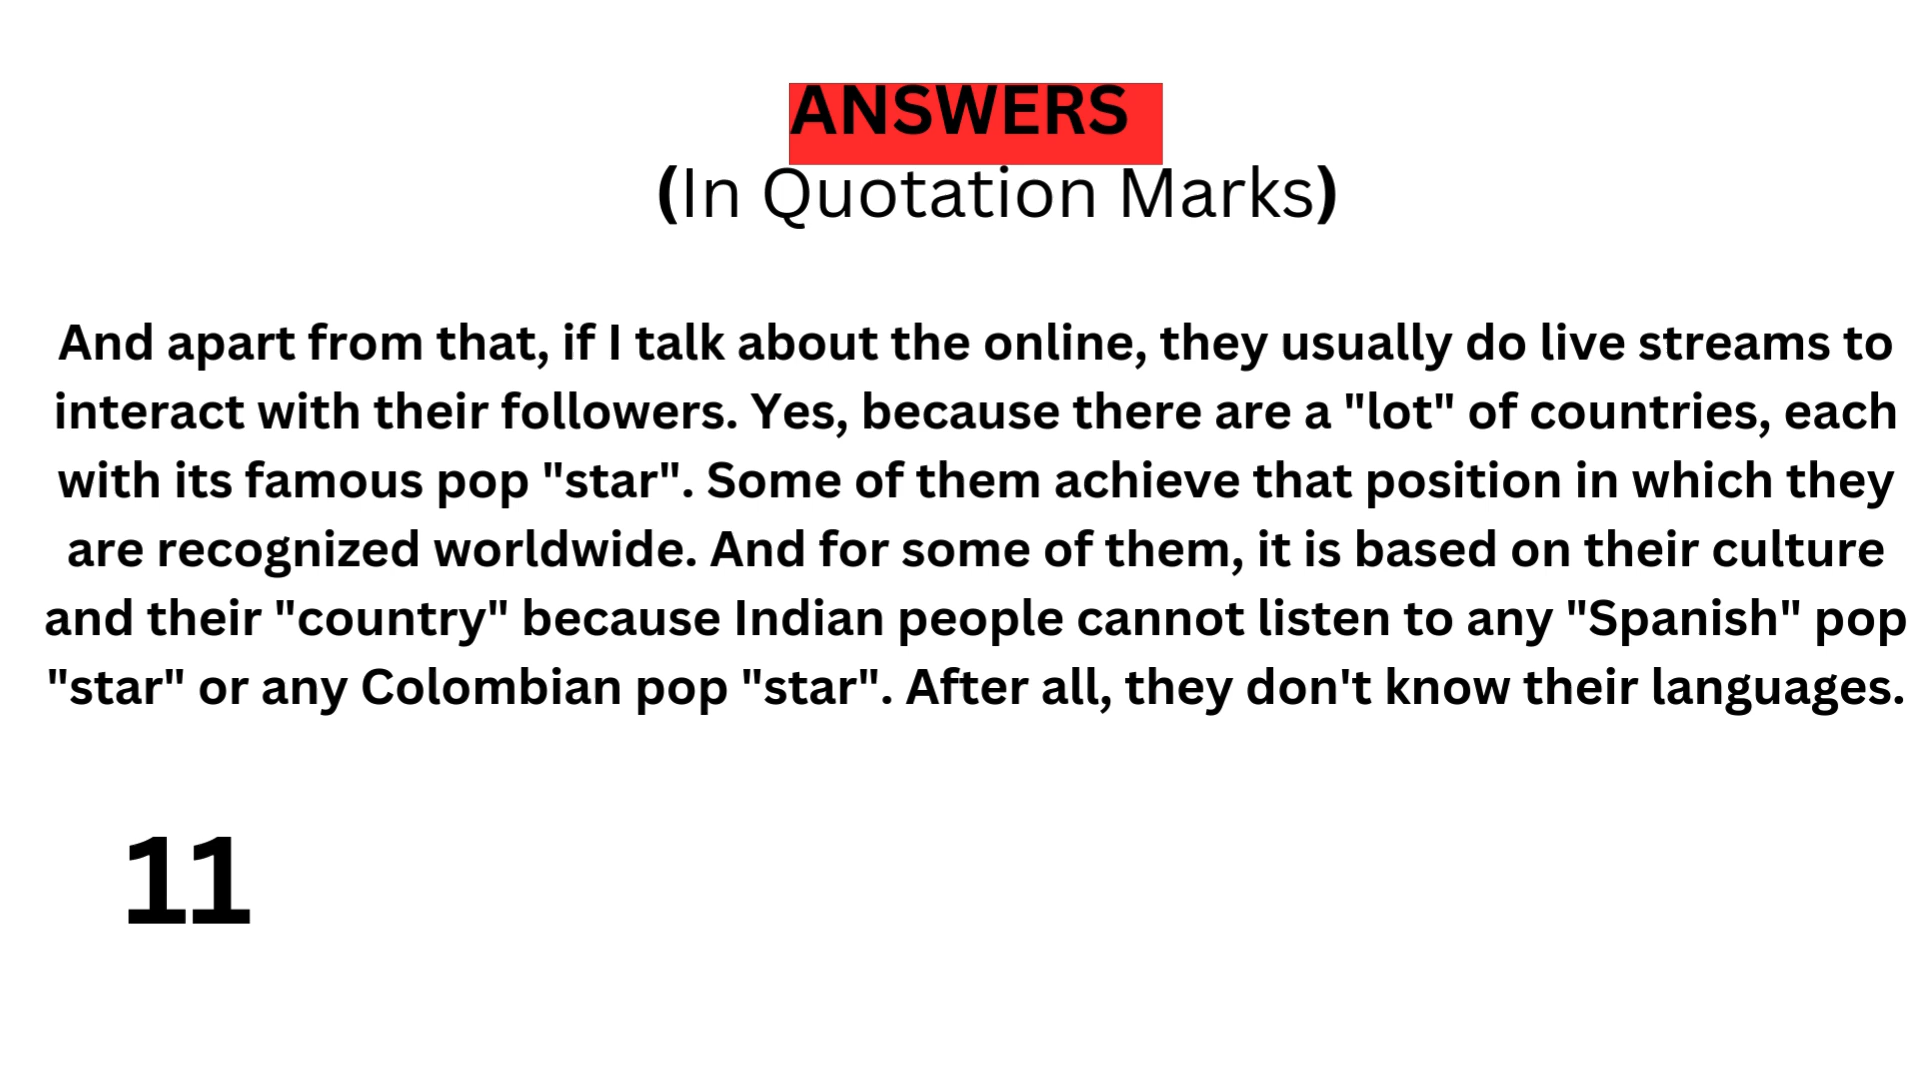 ANSWERS
(In Quotation Marks)
And apart from that, if I talk about the online, they usually do live streams to
interact with their followers. Yes, because there are a "lot" of countries, each
with its famous pop "star". Some of them achieve that position in which they
are recognized worldwide. And for some of them, it is based on their culture
and their "country" because Indian people cannot listen to any "Spanish" pop
"star" or any Colombian pop "star". After all, they don't know their languages.
11